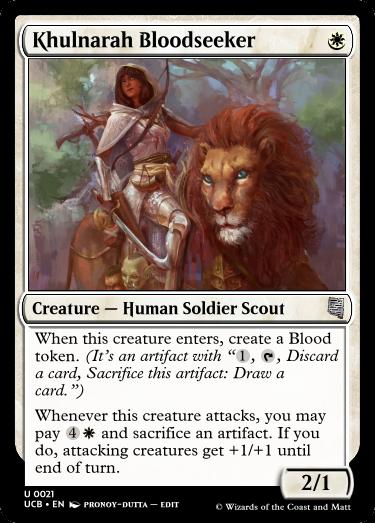 Khulnarah Bloodseeker
Creature — Human Soldier Scout
When this creature enters, create a Blood
token. (It's an artifact with “1, , Discard
a card, Sacrifice this artifact: Draw a
card.”)
Whenever this creature attacks, you may
pay 4 and sacrifice an artifact. If you
do, attacking creatures get +1/+1 until
end of turn.
2/1
U 0021
UCB • EN PRONOY-DUTTA — EDIT
© Wizards of the Coast and Matt